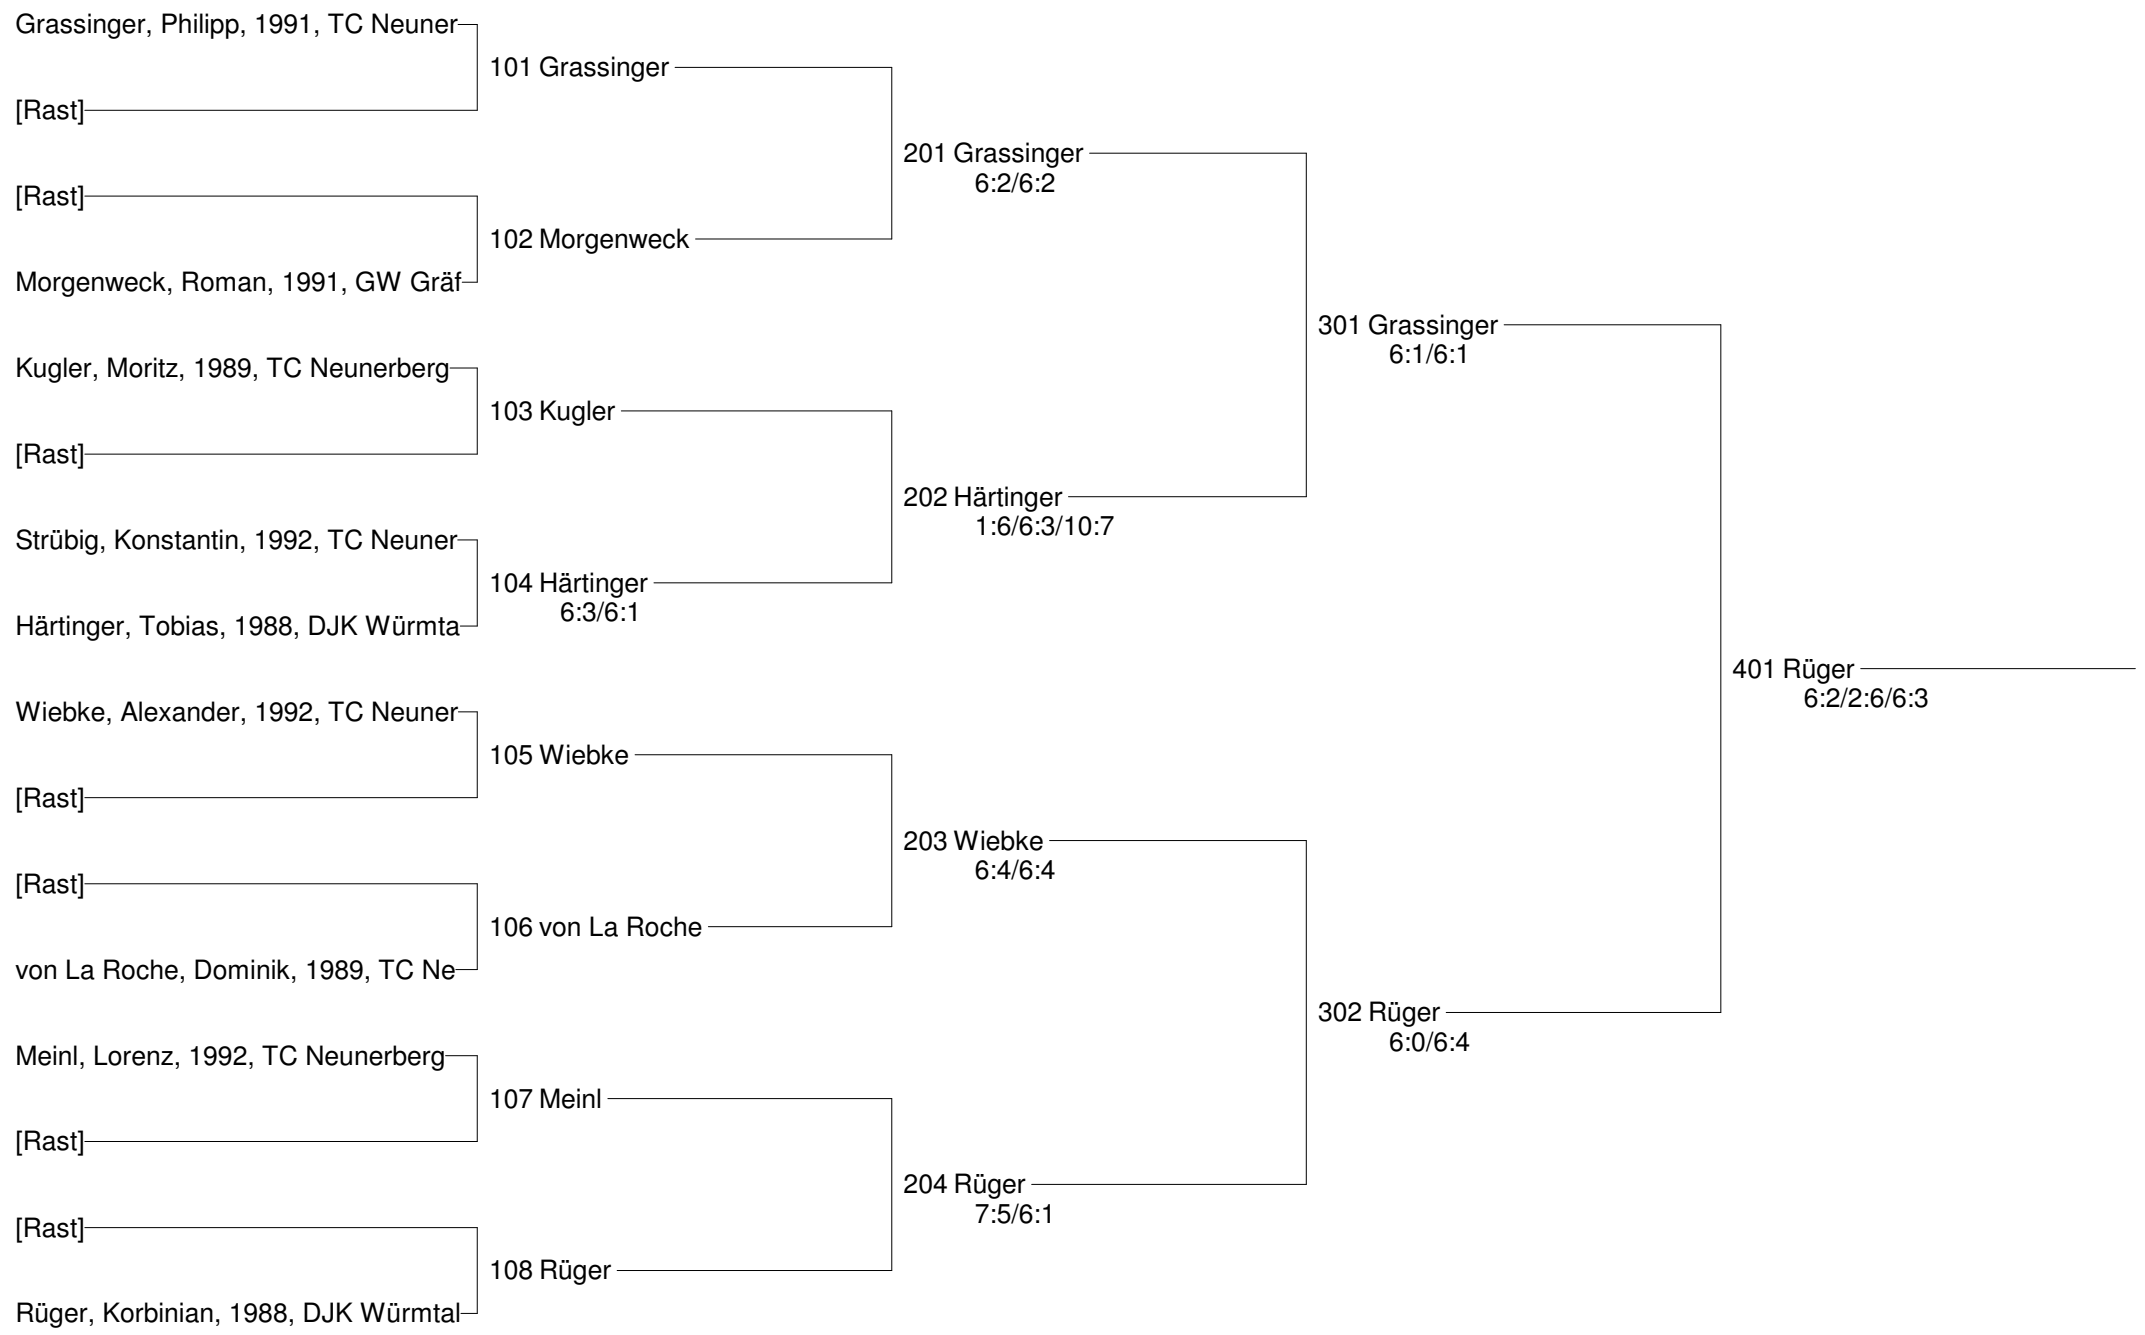 Grassinger, Philipp, 1991, TC Neuner
101 Grassinger
[Rast]
201 Grassinger
6:2/6:2
[Rast]
102 Morgenweck
Morgenweck, Roman, 1991, GW Gräf
301 Grassinger
6:1/6:1
Kugler, Moritz, 1989, TC Neunerberg
103 Kugler
[Rast]
202 Härtinger
1:6/6:3/10:7
Strübig, Konstantin, 1992, TC Neuner
104 Härtinger
6:3/6:1
Härtinger, Tobias, 1988, DJK Würmta
401 Rüger
6:2/2:6/6:3
Wiebke, Alexander, 1992, TC Neuner
105 Wiebke
[Rast]
203 Wiebke
6:4/6:4
[Rast]
106 von La Roche
von La Roche, Dominik, 1989, TC Ne
302 Rüger
6:0/6:4
Meinl, Lorenz, 1992, TC Neunerberg
107 Meinl
[Rast]
204 Rüger
7:5/6:1
[Rast]
108 Rüger
Rüger, Korbinian, 1988, DJK Würmtal